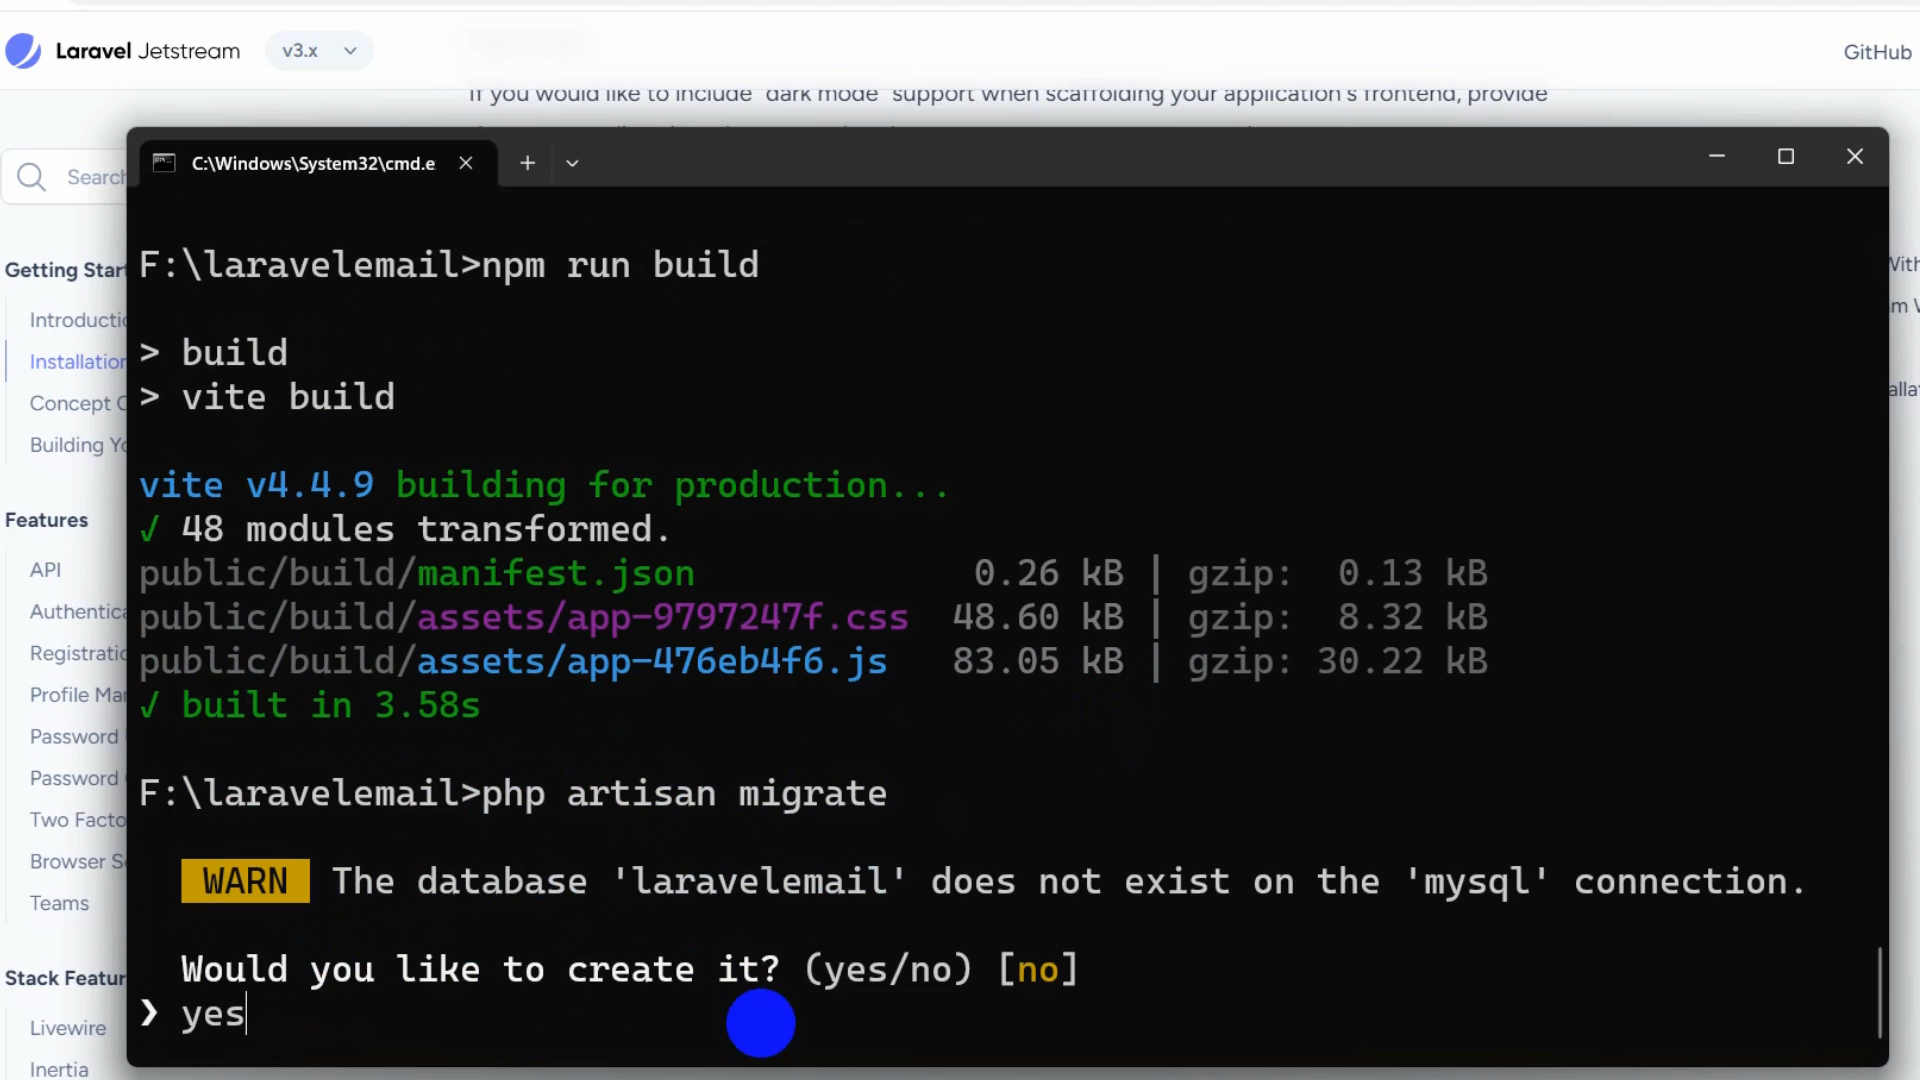 Laravel Jetstream
v3.x
GitHub
If you would like to include "dark mode" support when scaffolding your application's frontend, provide
Search
C:\Windows\System32\cmd.e
Getting Star
Introductio
Installation
Concept
Building Yo
Features
API
Authentica
Registratio
Profile Mar
Password
Password
Two Facto
Browser Se
Teams
Stack Featur
Livewire
Inertia
F:\laravelemail>npm run build
> build
> vite build
vite v4.4.9 building for production...
✓ 48 modules transformed.
public/build/manifest.json 0.26 kB | gzip: 0.13 kB
public/build/assets/app-9797247f.css 48.60 kB | gzip: 8.32 kB
public/build/assets/app-476eb4f6.js 83.05 kB | gzip: 30.22 kB
✓ built in 3.58s
F:\laravelemail>php artisan migrate
WARN The database 'laravelemail' does not exist on the 'mysql' connection.
Would you like to create it? (yes/no) [no]
❯ yes